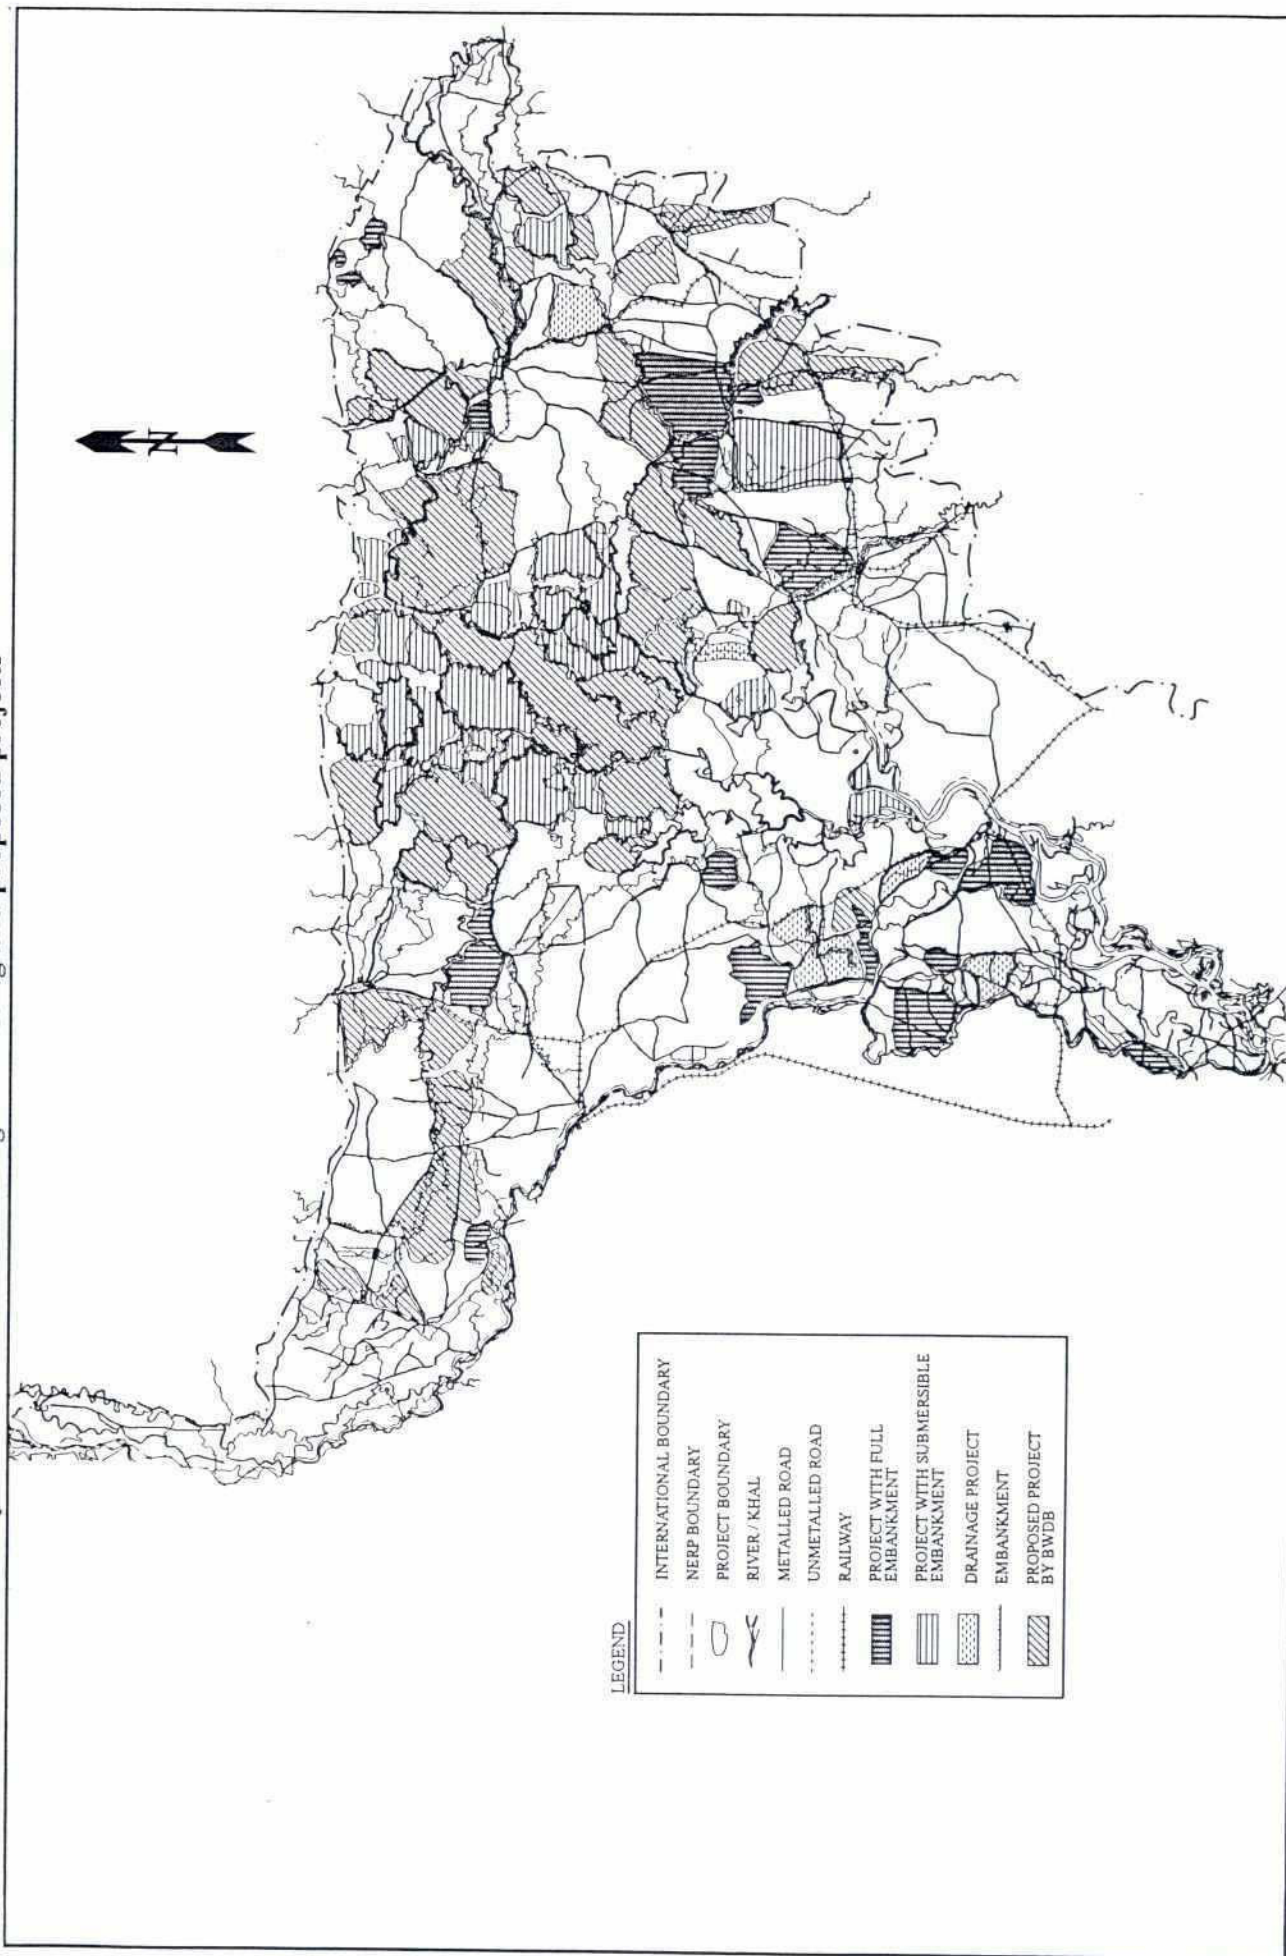 N
LEGEND
INTERNATIONAL BOUNDARY
NERP BOUNDARY
PROJECT BOUNDARY
RIVER / KHAL
METALLED ROAD
UNMETALLED ROAD
RAILWAY
PROJECT WITH FULL
EMBANKMENT
PROJECT WITH SUBMERSIBLE
EMBANKMENT
DRAINAGE PROJECT
EMBANKMENT
PROPOSED PROJECT
BY BWDB